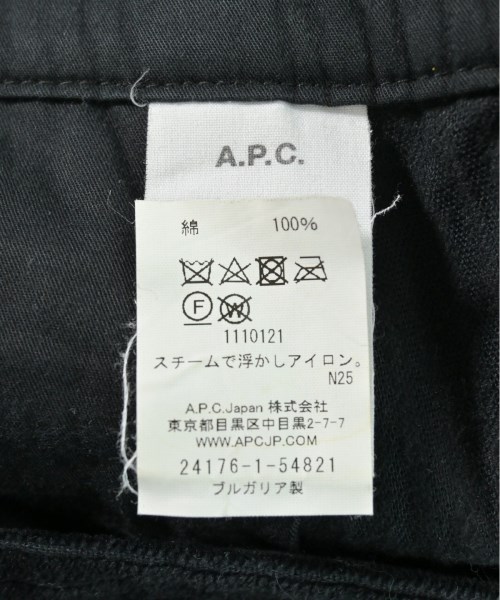 A.P.C.
綿 100%
F W
1110121
スチームで浮かしアイロン。
N25
A.P.C.Japan 株式会社
東京都目黒区中目黒2-7-7
WWW.APCJP.COM
24176-1-54821
ブルガリア製